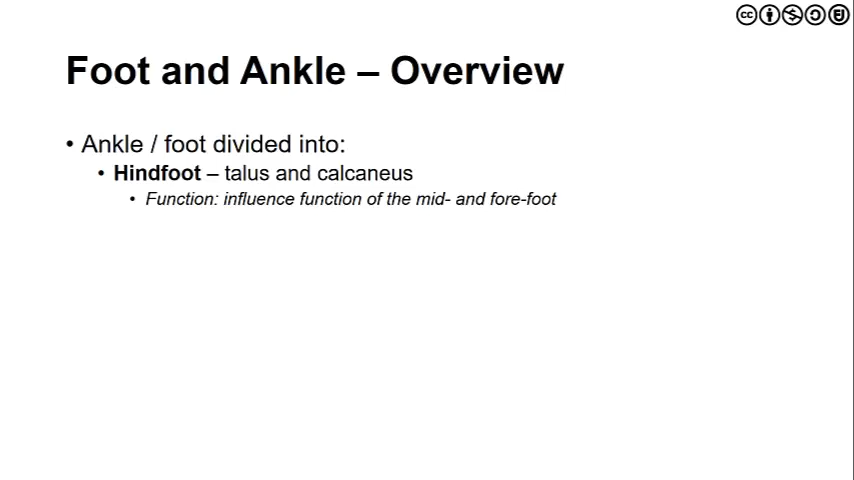 Foot and Ankle – Overview
• Ankle / foot divided into:
• Hindfoot – talus and calcaneus
• Function: influence function of the mid- and fore-foot